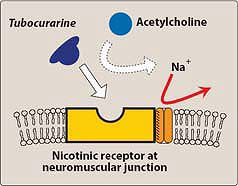 Tubocurarine
Acetylcholine
Na+
Nicotinic receptor at
neuromuscular junction